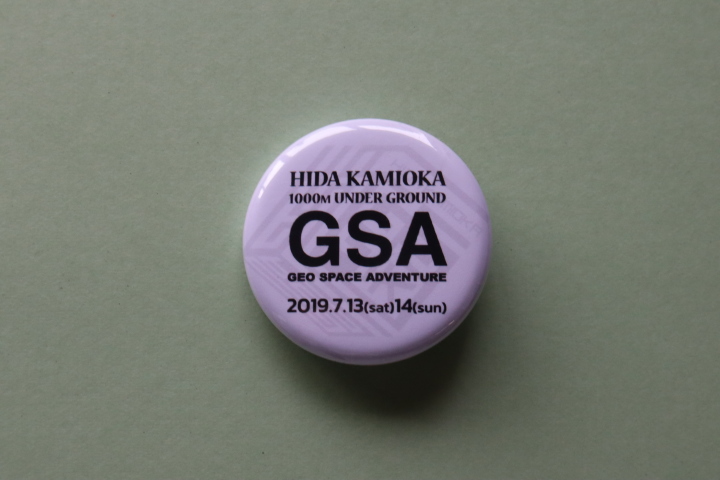 HIDA KAMIOKA
1000M UNDER GROUND
GSA
GEO SPACE ADVENTURE
2019.7.13(sat)14(sun)